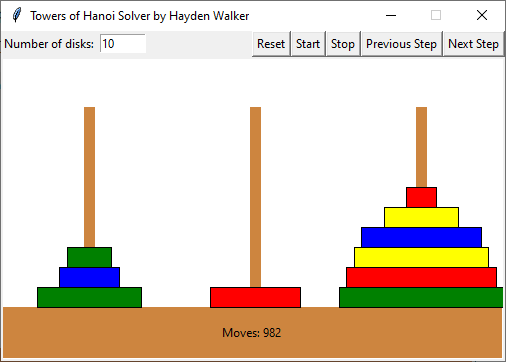 Towers of Hanoi Solver by Hayden Walker
Number of disks: 10 Reset Start Stop Previous Step Next Step
Moves: 982